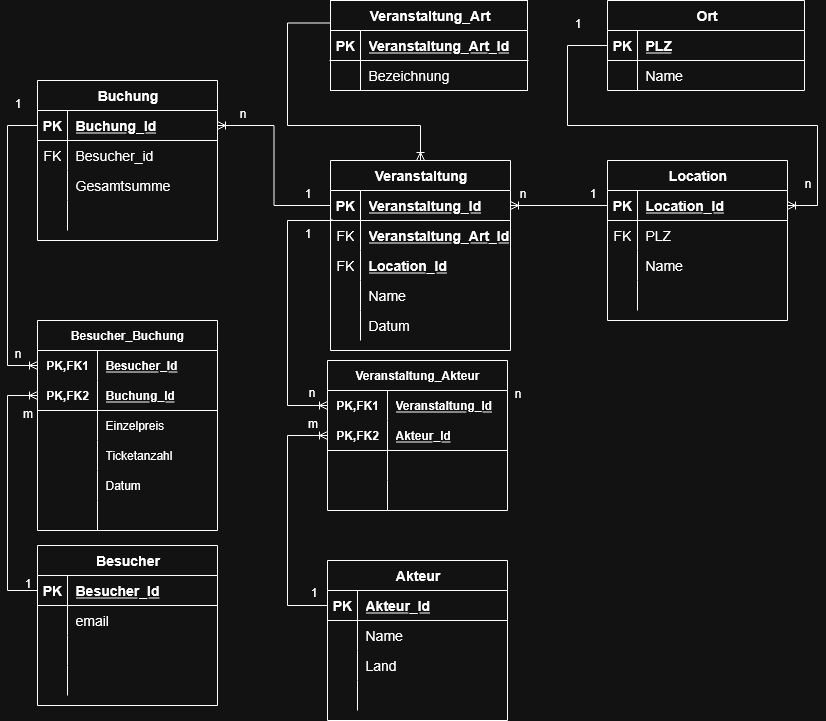 Veranstaltung_Art
PK Veranstaltung_Art_Id
Bezeichnung
1
Ort
PK PLZ
Name
1
Buchung
PK Buchung_Id
FK Besucher_id
Gesamtsumme
n
1
1
Veranstaltung
PK Veranstaltung_Id
FK Veranstaltung_Art_Id
FK Location_Id
Name
Datum
n
1
Location
PK Location_Id
FK PLZ
Name
n
Besucher_Buchung
PK,FK1 Besucher_Id
PK,FK2 Buchung_Id
Einzelpreis
Ticketanzahl
Datum
n
m
Veranstaltung_Akteur
PK,FK1 Veranstaltung_Id
PK,FK2 Akteur_Id
n
m
n
Besucher
PK Besucher_Id
email
1
Akteur
PK Akteur_Id
Name
Land
1